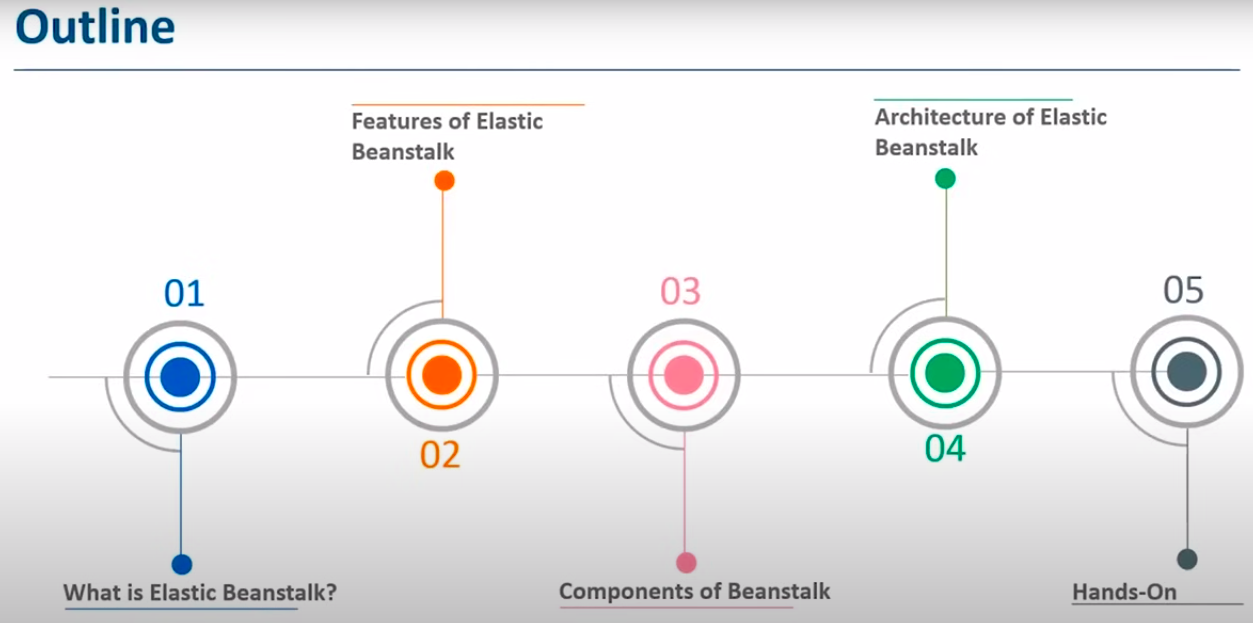 Outline
01
What is Elastic Beanstalk?
Features of Elastic
Beanstalk
02
03
Components of Beanstalk
Architecture of Elastic
Beanstalk
04
05
Hands-On